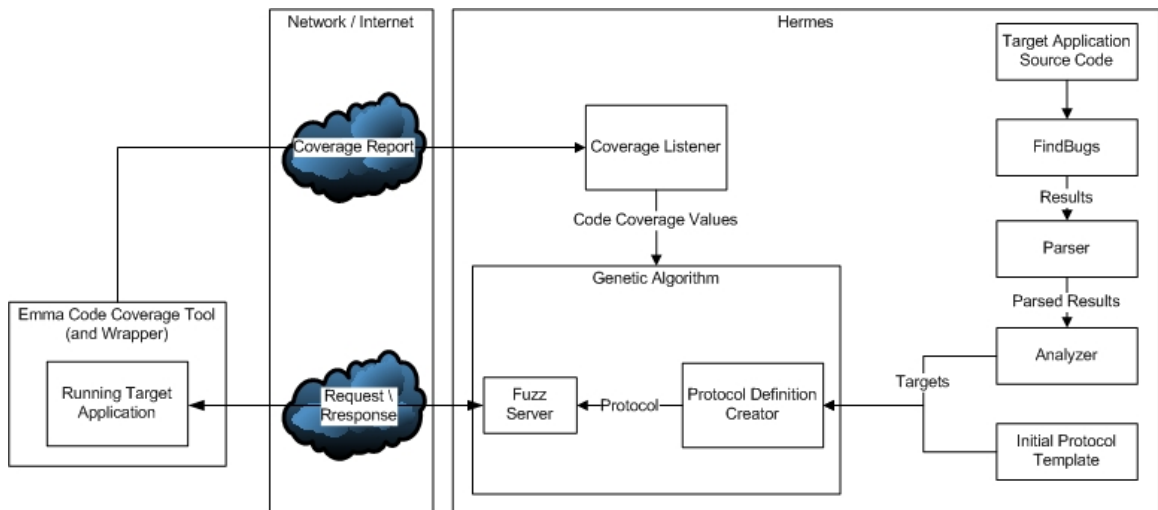 Network / Internet
Hermes
Target Application
Source Code
Coverage Report
Coverage Listener
FindBugs
Results
Code Coverage Values
Parser
Genetic Algorithm
Parsed Results
Emma Code Coverage Tool
(and Wrapper)
Analyzer
Running Target
Application
Request \
Rresponse
Fuzz
Server
Protocol
Protocol Definition
Creator
Targets
Initial Protocol
Template